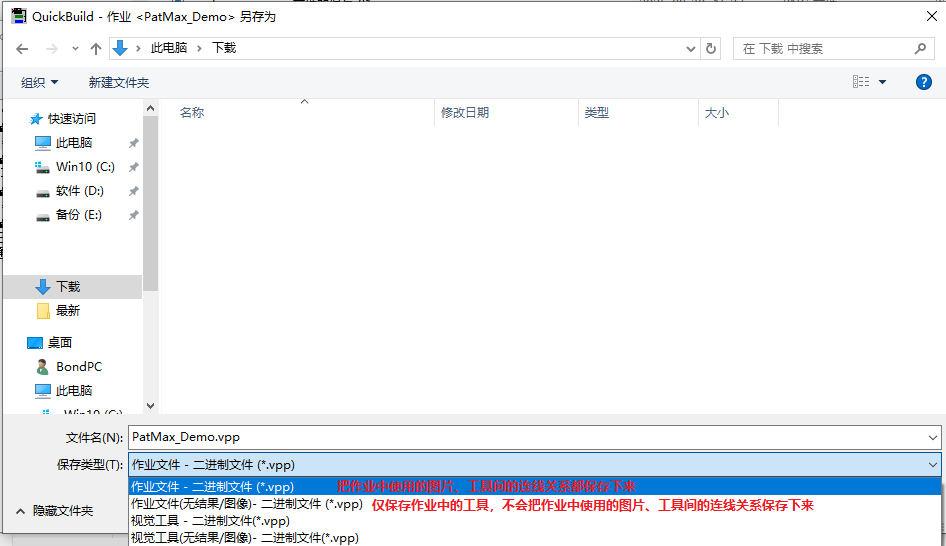 QuickBuild - 作业 <PatMax_Demo> 另存为
此电脑 > 下载
在 下载 中搜索
组织
新建文件夹
名称
修改日期
类型
大小
快速访问
此电脑
Win10 (C:)
软件 (D:)
备份 (E:)
下载
最新
桌面
BondPC
此电脑
Win10 (C:)
文件名(N): PatMax_Demo.vpp
保存类型(T): 作业文件 - 二进制文件 (*.vpp)
作业文件 - 二进制文件 (*.vpp) 把作业中使用的图片、工具间的连线关系都保存下来
作业文件(无结果/图像)- 二进制文件 (*.vpp) 仅保存作业中的工具，不会把作业中使用的图片、工具间的连线关系保存下来
视觉工具 - 二进制文件(*.vpp)
视觉工具(无结果/图像)- 二进制文件(*.vpp)
隐藏文件夹